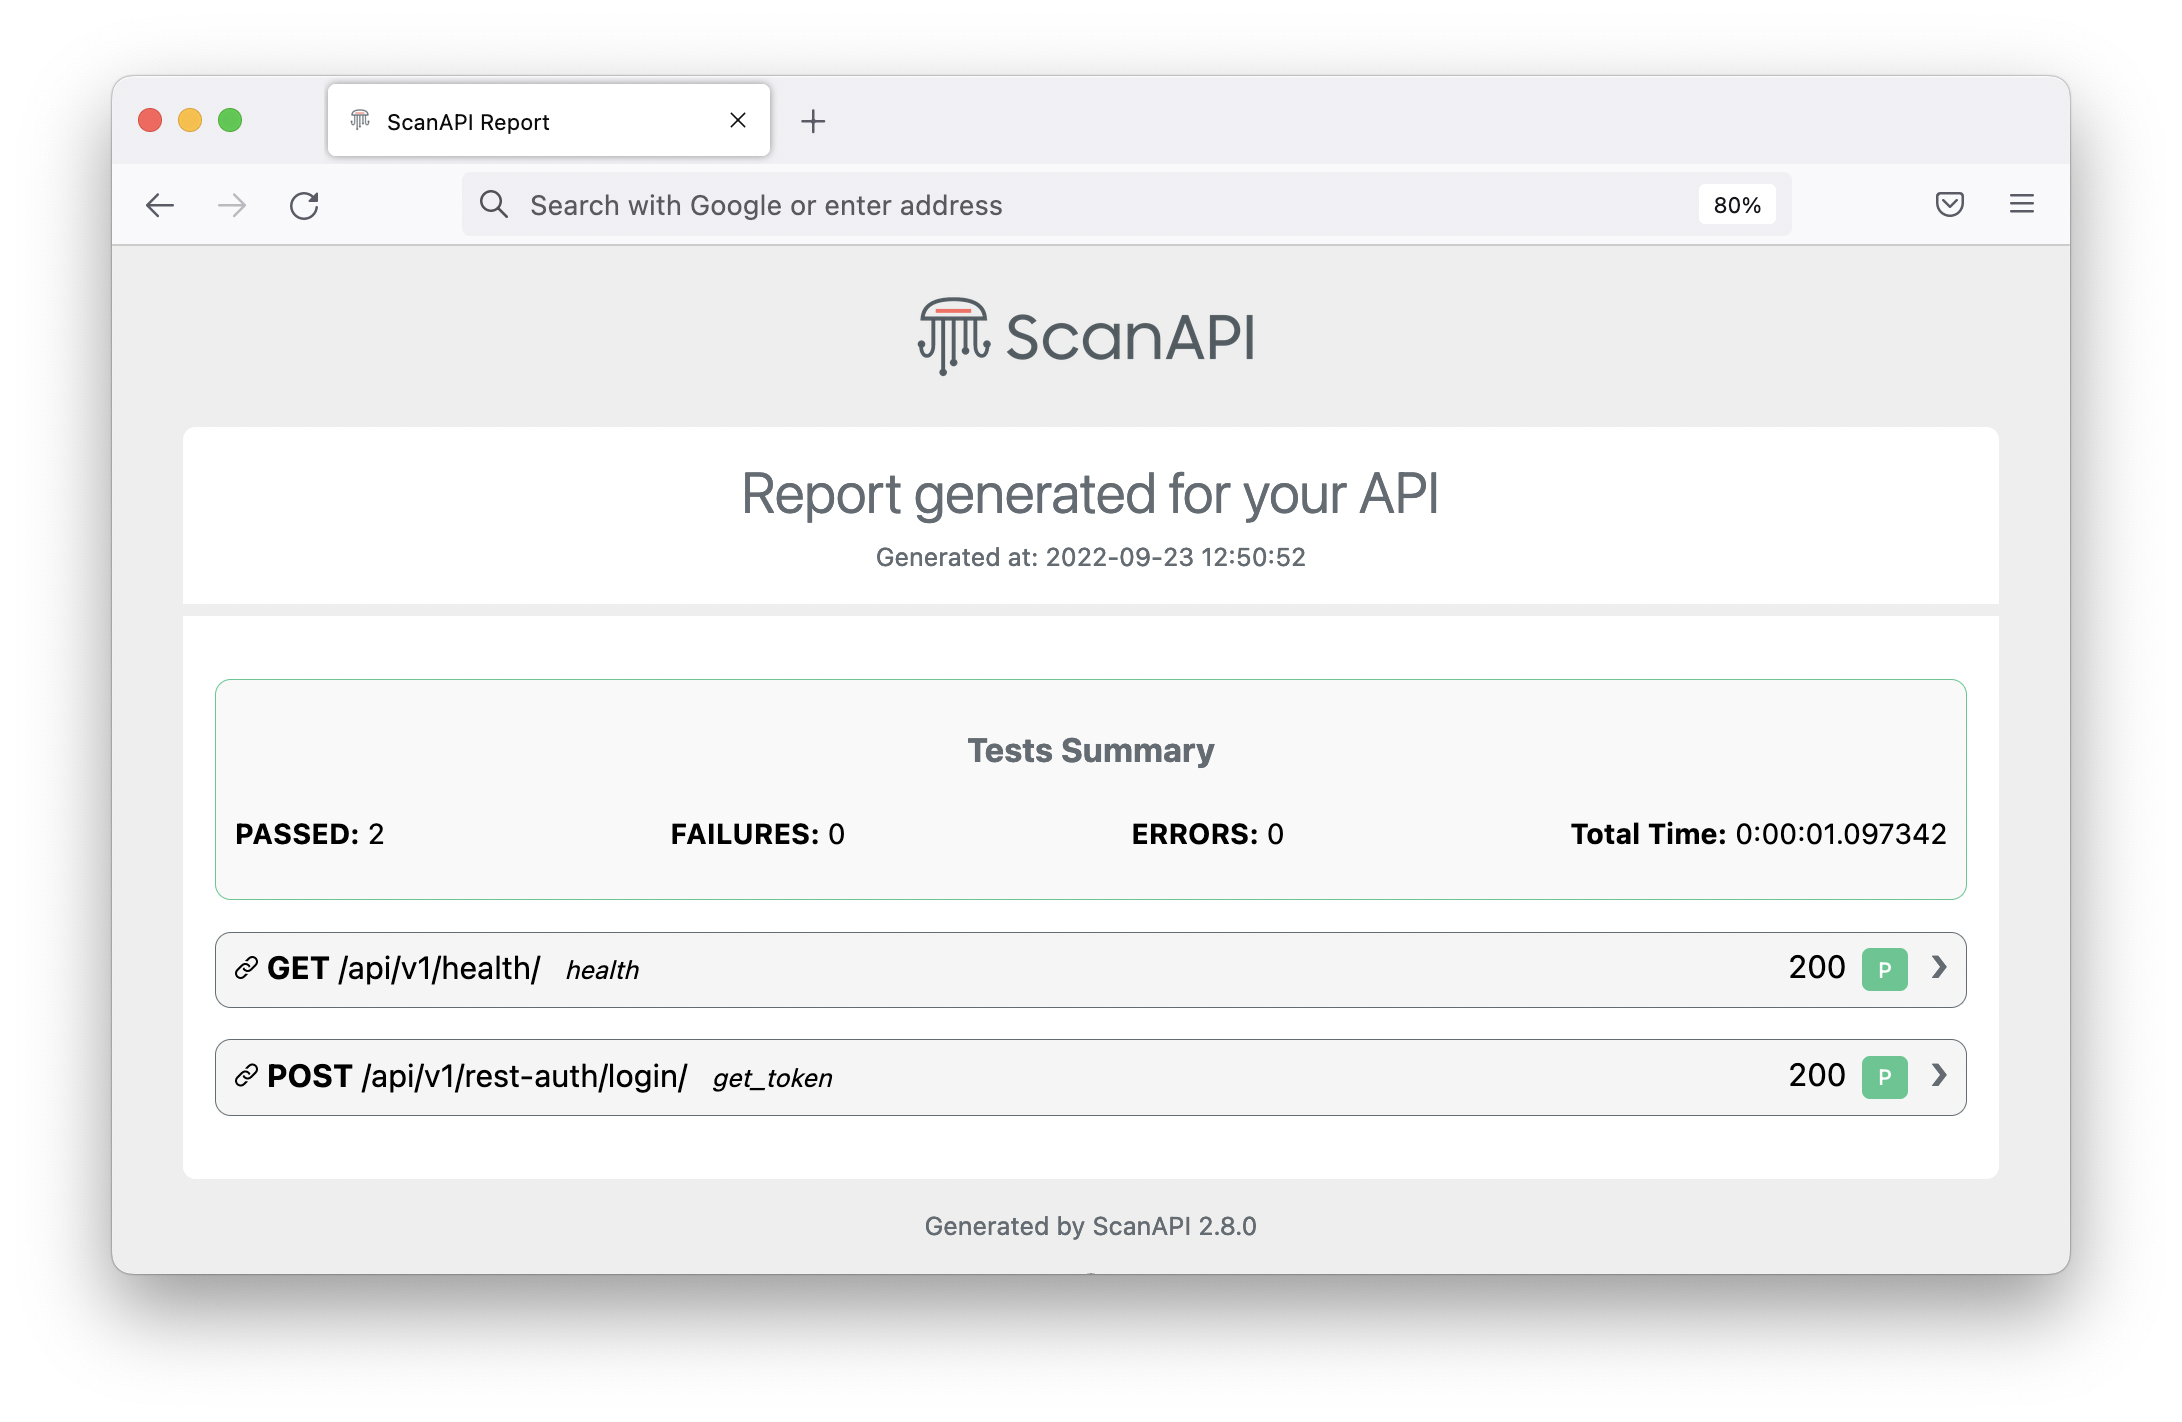 ScanAPI Report
Search with Google or enter address 80%
ScanAPI
Report generated for your API
Generated at: 2022-09-23 12:50:52
Tests Summary
PASSED: 2 FAILURES: 0 ERRORS: 0 Total Time: 0:00:01.097342
GET /api/v1/health/ health 200 P
POST /api/v1/rest-auth/login/ get_token 200 P
Generated by ScanAPI 2.8.0